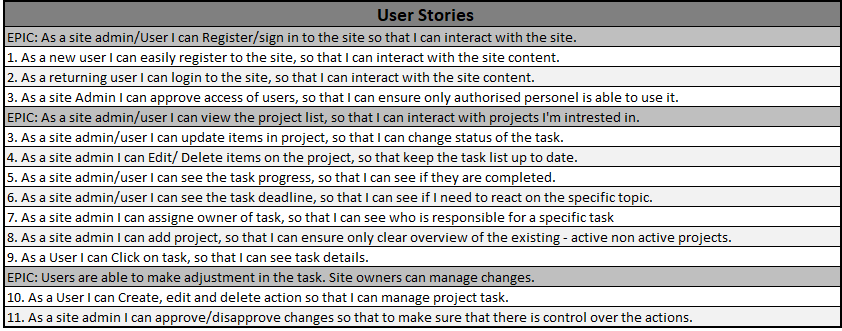 User Stories
EPIC: As a site admin/User I can Register/sign in to the site so that I can interact with the site.
1. As a new user I can easily register to the site, so that I can interact with the site content.
2. As a returning user I can login to the site, so that I can interact with the site content.
3. As a site Admin I can approve access of users, so that I can ensure only authorised personel is able to use it.
EPIC: As a site admin/user I can view the project list, so that I can interact with projects I'm intrested in.
3. As a site admin/user I can update items in project, so that I can change status of the task.
4. As a site admin I can Edit/ Delete items on the project, so that keep the task list up to date.
5. As a site admin/user I can see the task progress, so that I can see if they are completed.
6. As a site admin/user I can see the task deadline, so that I can see if I need to react on the specific topic.
7. As a site admin I can assigne owner of task, so that I can see who is responsible for a specific task
8. As a site admin I can add project, so that I can ensure only clear overview of the existing - active non active projects.
9. As a User I can Click on task, so that I can see task details.
EPIC: Users are able to make adjustment in the task. Site owners can manage changes.
10. As a User I can Create, edit and delete action so that I can manage project task.
11. As a site admin I can approve/disapprove changes so that to make sure that there is control over the actions.